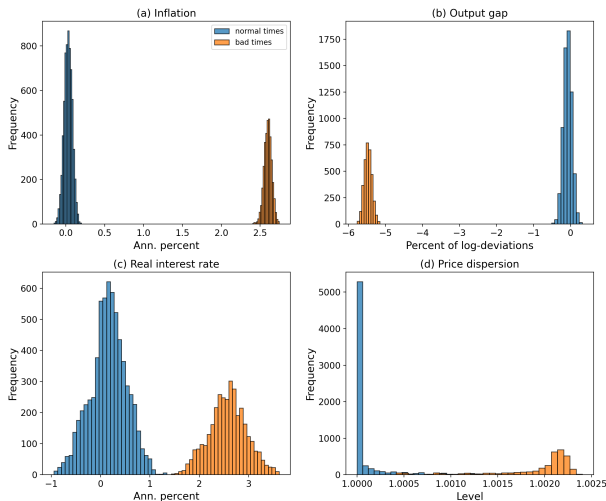 (a) Inflation
Frequency
800
600
400
200
0
normal times
bad times
0.0 0.5 1.0 1.5 2.0 2.5
Ann. percent
(b) Output gap
Frequency
1750
1500
1250
1000
750
500
250
0
−6 −5 −4 −3 −2 −1 0
Percent of log-deviations
(c) Real interest rate
Frequency
600
500
400
300
200
100
0
−1 0 1 2 3
Ann. percent
(d) Price dispersion
Frequency
5000
4000
3000
2000
1000
0
1.0000 1.0005 1.0010 1.0015 1.0020 1.0025
Level